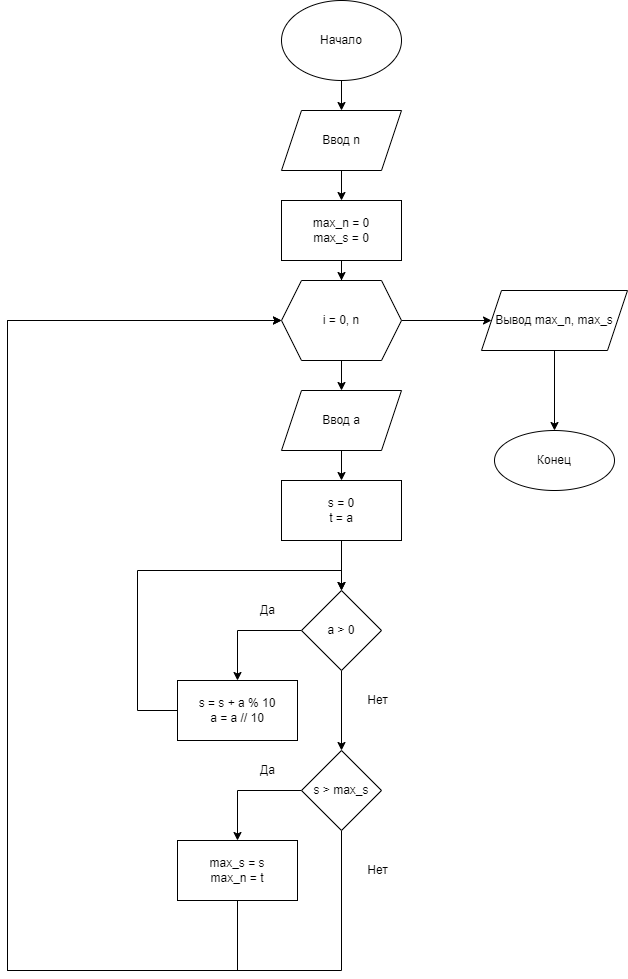 Начало
Ввод n
max_n = 0
max_s = 0
i = 0, n
Вывод max_n, max_s
Ввод a
Конец
s = 0
t = a
Да
a > 0
s = s + a % 10
a = a // 10
Нет
Да
s > max_s
max_s = s
max_n = t
Нет